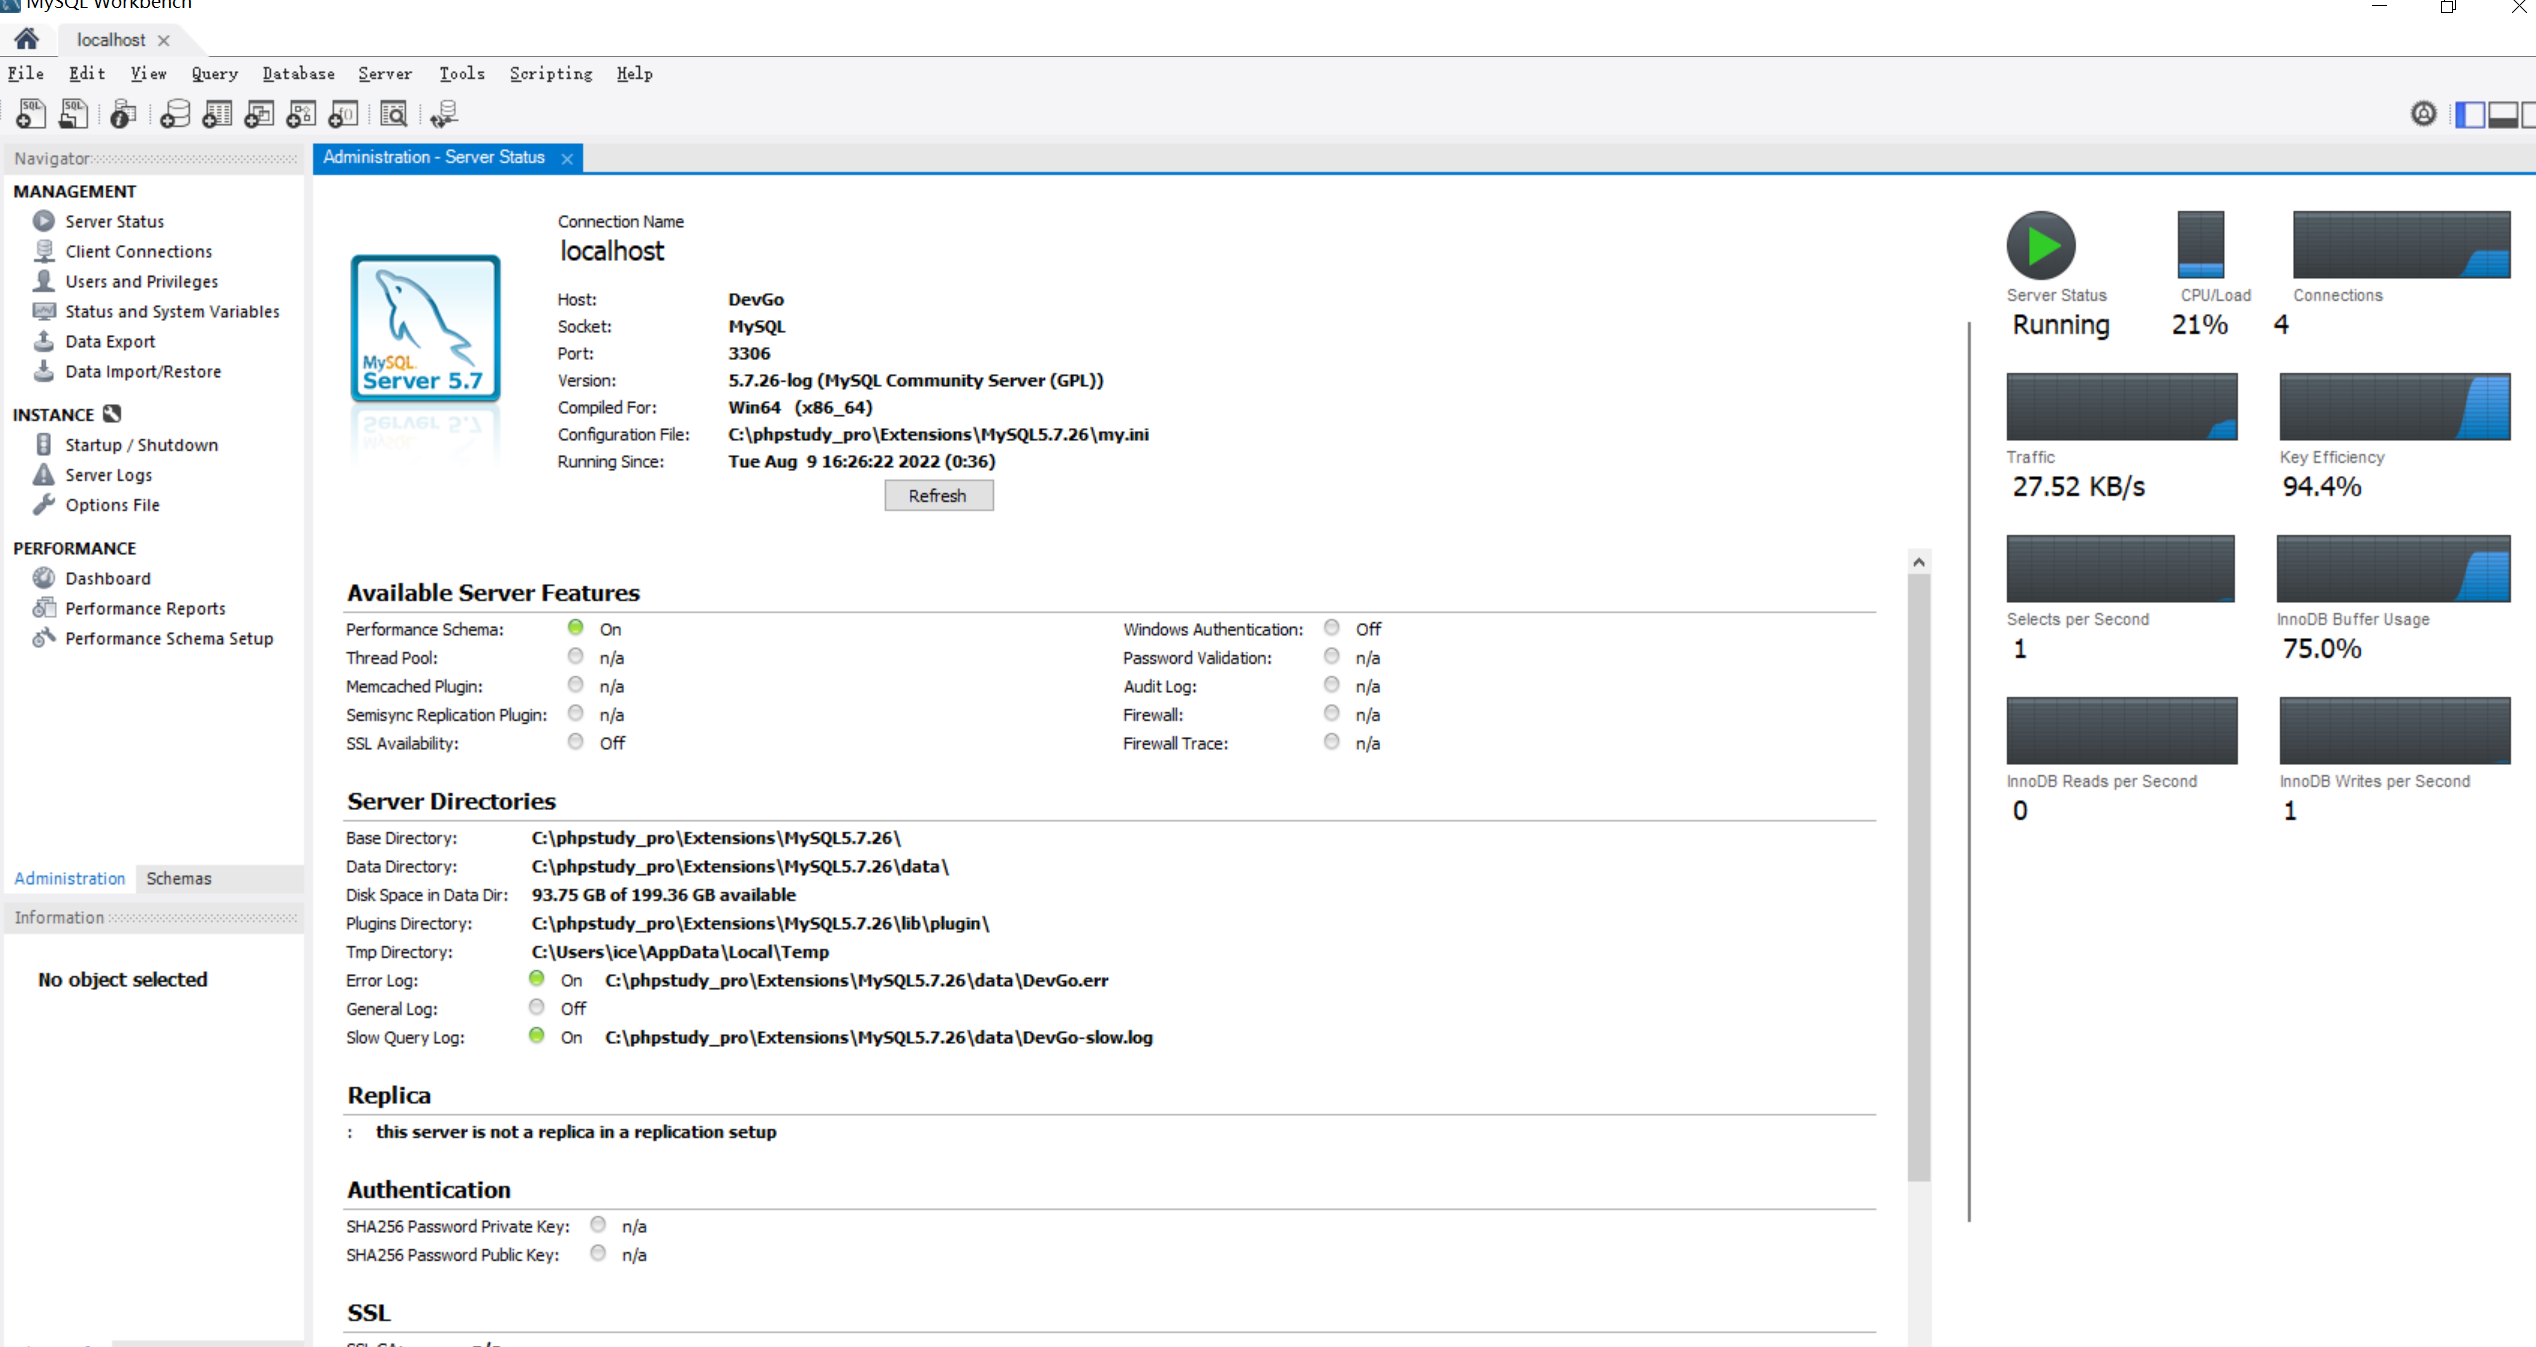 MySQL Workbench
localhost
File Edit View Query Database Server Tools Scripting Help
Navigator
MANAGEMENT
Server Status
Client Connections
Users and Privileges
Status and System Variables
Data Export
Data Import/Restore
INSTANCE
Startup / Shutdown
Server Logs
Options File
PERFORMANCE
Dashboard
Performance Reports
Performance Schema Setup
Administration Schemas
Information
No object selected
Administration - Server Status
MySQL
Server 5.7
Connection Name
localhost
Host: DevGo
Socket: MySQL
Port: 3306
Version: 5.7.26-log (MySQL Community Server (GPL))
Compiled For: Win64 (x86_64)
Configuration File: C:\phpstudy_pro\Extensions\MySQL5.7.26\my.ini
Running Since: Tue Aug 9 16:26:22 2022 (0:36)
Refresh
Available Server Features
Performance Schema: On
Thread Pool: n/a
Memcached Plugin: n/a
Semisync Replication Plugin: n/a
SSL Availability: Off
Windows Authentication: Off
Password Validation: n/a
Audit Log: n/a
Firewall: n/a
Firewall Trace: n/a
Server Directories
Base Directory: C:\phpstudy_pro\Extensions\MySQL5.7.26\
Data Directory: C:\phpstudy_pro\Extensions\MySQL5.7.26\data\
Disk Space in Data Dir: 93.75 GB of 199.36 GB available
Plugins Directory: C:\phpstudy_pro\Extensions\MySQL5.7.26\lib\plugin\
Tmp Directory: C:\Users\ice\AppData\Local\Temp
Error Log: On C:\phpstudy_pro\Extensions\MySQL5.7.26\data\DevGo.err
General Log: Off
Slow Query Log: On C:\phpstudy_pro\Extensions\MySQL5.7.26\data\DevGo-slow.log
Replica
: this server is not a replica in a replication setup
Authentication
SHA256 Password Private Key: n/a
SHA256 Password Public Key: n/a
SSL
Server Status
Running
CPU/Load
21%
Connections
4
Traffic
27.52 KB/s
Key Efficiency
94.4%
Selects per Second
1
InnoDB Buffer Usage
75.0%
InnoDB Reads per Second
0
InnoDB Writes per Second
1